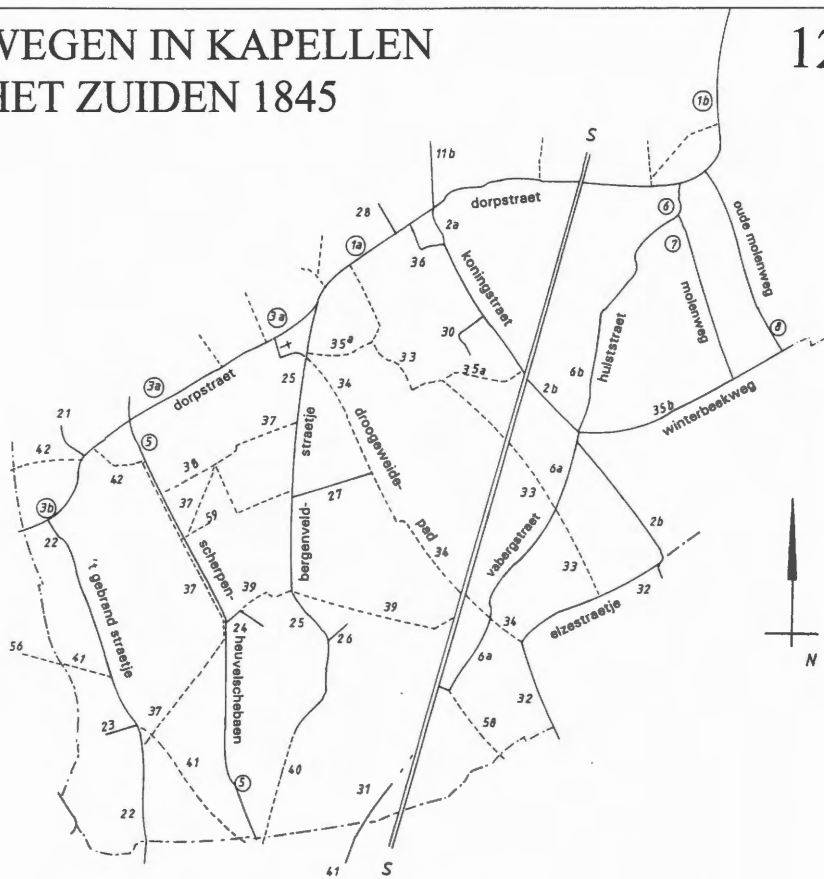 WEGEN IN KAPELLEN
HET ZUIDEN 1845
12
1b
S
11b
dorpstraet
28
2a
6
1a
7
oude molenweg
36
koningstraet
molenweg
3a
35a
30
huiststraet
8
3a
33
35a
6b
25
34
2b
35b
winterbeekweg
dorpstraet
21
5
37
straetje
droogeweide-
42
42
38
6a
27
33
37
59
pad
2b
3b
22
scherpen-
bergenveld-
34
vabergstraet
33
32
37
39
39
't gebrand straetje
24
25
34
elzestraetje
26
N
56
41
heuvelschebaen
6a
32
23
37
58
41
40
5
31
22
41
S